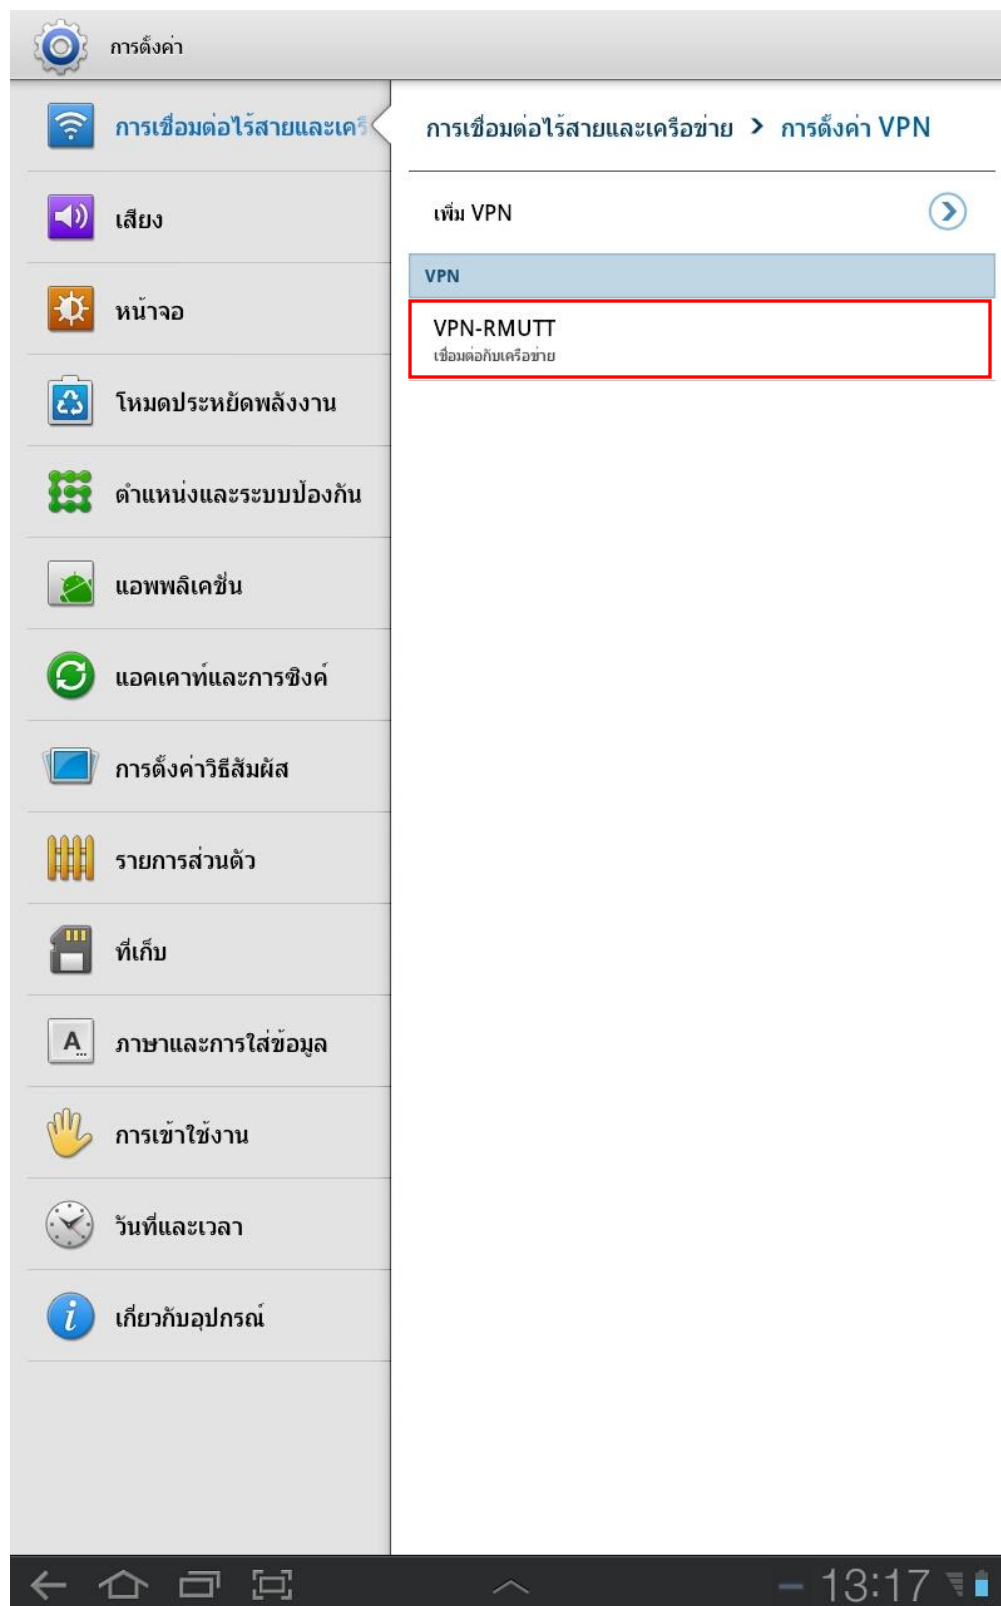 การตั้งค่า
การเชื่อมต่อไร้สายและเครื
เสียง
หน้าจอ
โหมดประหยัดพลังงาน
ตำแหน่งและระบบป้องกัน
แอพพลิเคชั่น
แอคเคาท์และการซิงค์
การตั้งค่าวิธีสัมผัส
รายการส่วนตัว
ที่เก็บ
A...
ภาษาและการใส่ข้อมูล
การเข้าใช้งาน
วันที่และเวลา
เกี่ยวกับอุปกรณ์
การเชื่อมต่อไร้สายและเครือข่าย > การตั้งค่า VPN
เพิ่ม VPN
VPN
VPN-RMUTT
เชื่อมต่อกับเครือข่าย
13:17